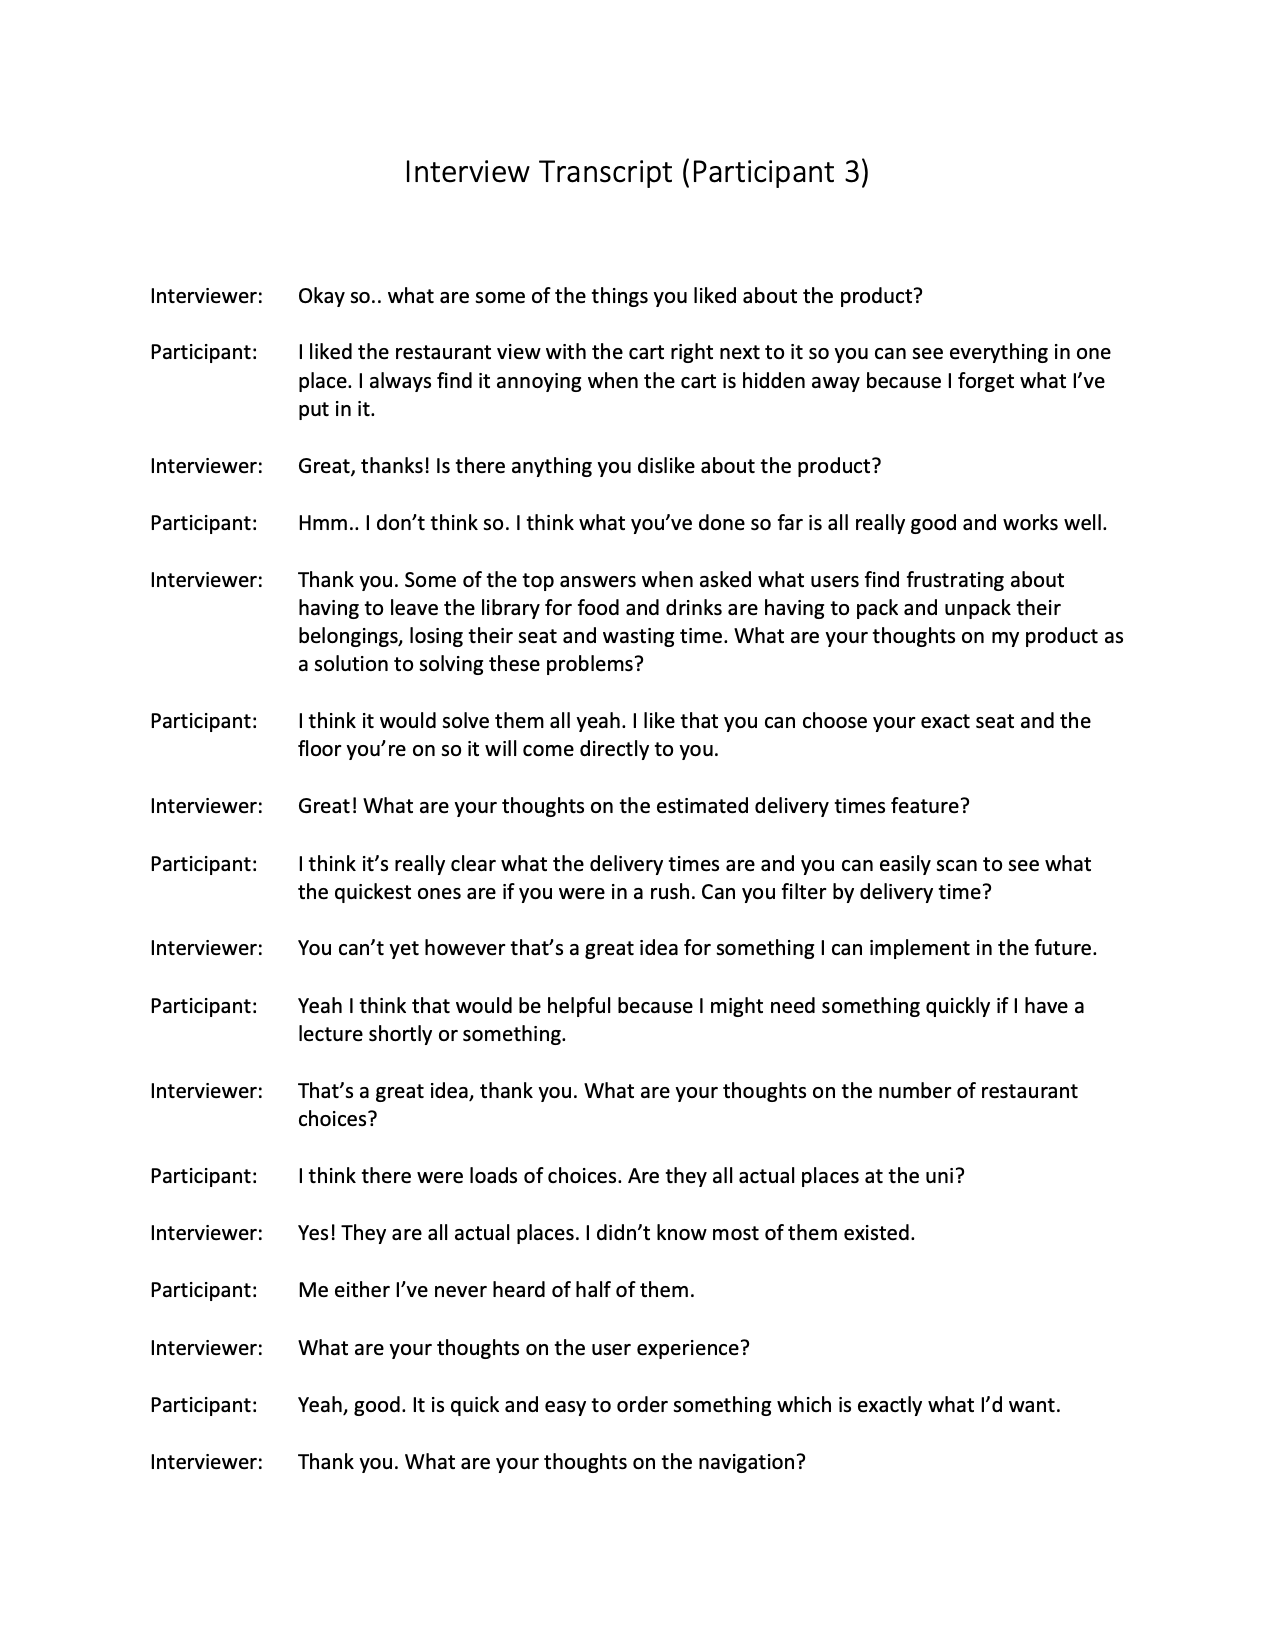 Interview Transcript (Participant 3)
Interviewer: Okay so.. what are some of the things you liked about the product?
Participant: I liked the restaurant view with the cart right next to it so you can see everything in one
place. I always find it annoying when the cart is hidden away because I forget what I’ve
put in it.
Interviewer: Great, thanks! Is there anything you dislike about the product?
Participant: Hmm.. I don’t think so. I think what you’ve done so far is all really good and works well.
Interviewer: Thank you. Some of the top answers when asked what users find frustrating about
having to leave the library for food and drinks are having to pack and unpack their
belongings, losing their seat and wasting time. What are your thoughts on my product as
a solution to solving these problems?
Participant: I think it would solve them all yeah. I like that you can choose your exact seat and the
floor you’re on so it will come directly to you.
Interviewer: Great! What are your thoughts on the estimated delivery times feature?
Participant: I think it’s really clear what the delivery times are and you can easily scan to see what
the quickest ones are if you were in a rush. Can you filter by delivery time?
Interviewer: You can’t yet however that’s a great idea for something I can implement in the future.
Participant: Yeah I think that would be helpful because I might need something quickly if I have a
lecture shortly or something.
Interviewer: That’s a great idea, thank you. What are your thoughts on the number of restaurant
choices?
Participant: I think there were loads of choices. Are they all actual places at the uni?
Interviewer: Yes! They are all actual places. I didn’t know most of them existed.
Participant: Me either I’ve never heard of half of them.
Interviewer: What are your thoughts on the user experience?
Participant: Yeah, good. It is quick and easy to order something which is exactly what I’d want.
Interviewer: Thank you. What are your thoughts on the navigation?